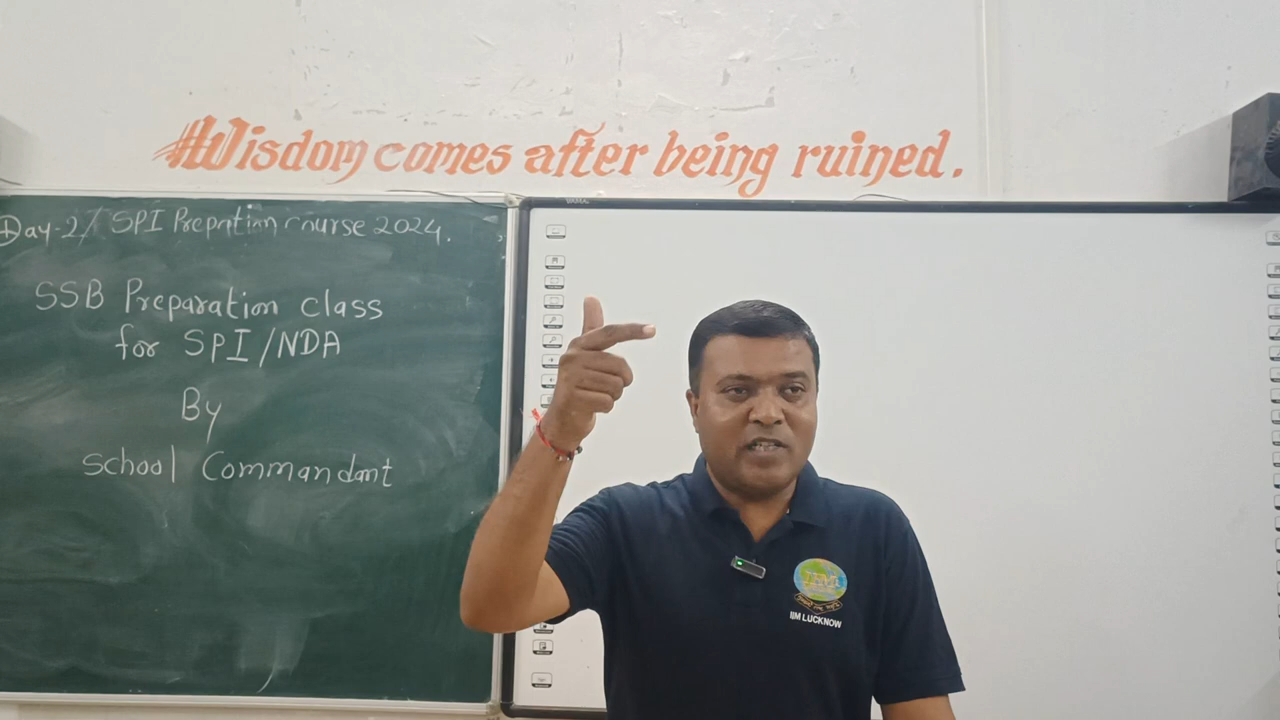 #Wisdom comes after being ruined.
Day-2/ SPI Prepration course 2024.
SSB Preparation class
for SPI/NDA
By
School Commandant
IIM LUCKNOW